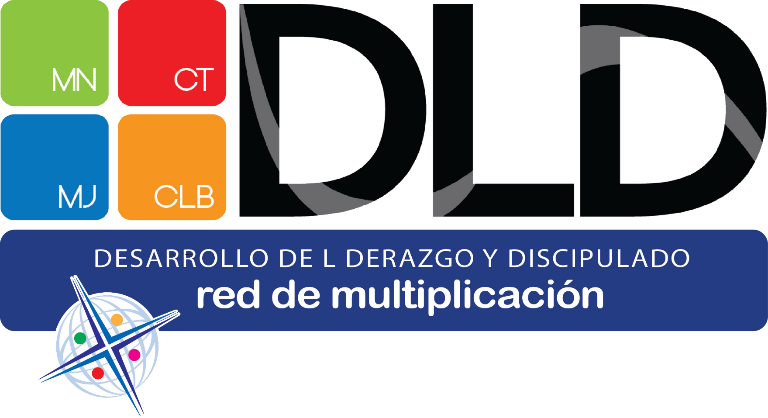 MN CT
MJ CLB
DLD
DESARROLLO DE L DERAZGO Y DISCIPULADO
red de multiplicación